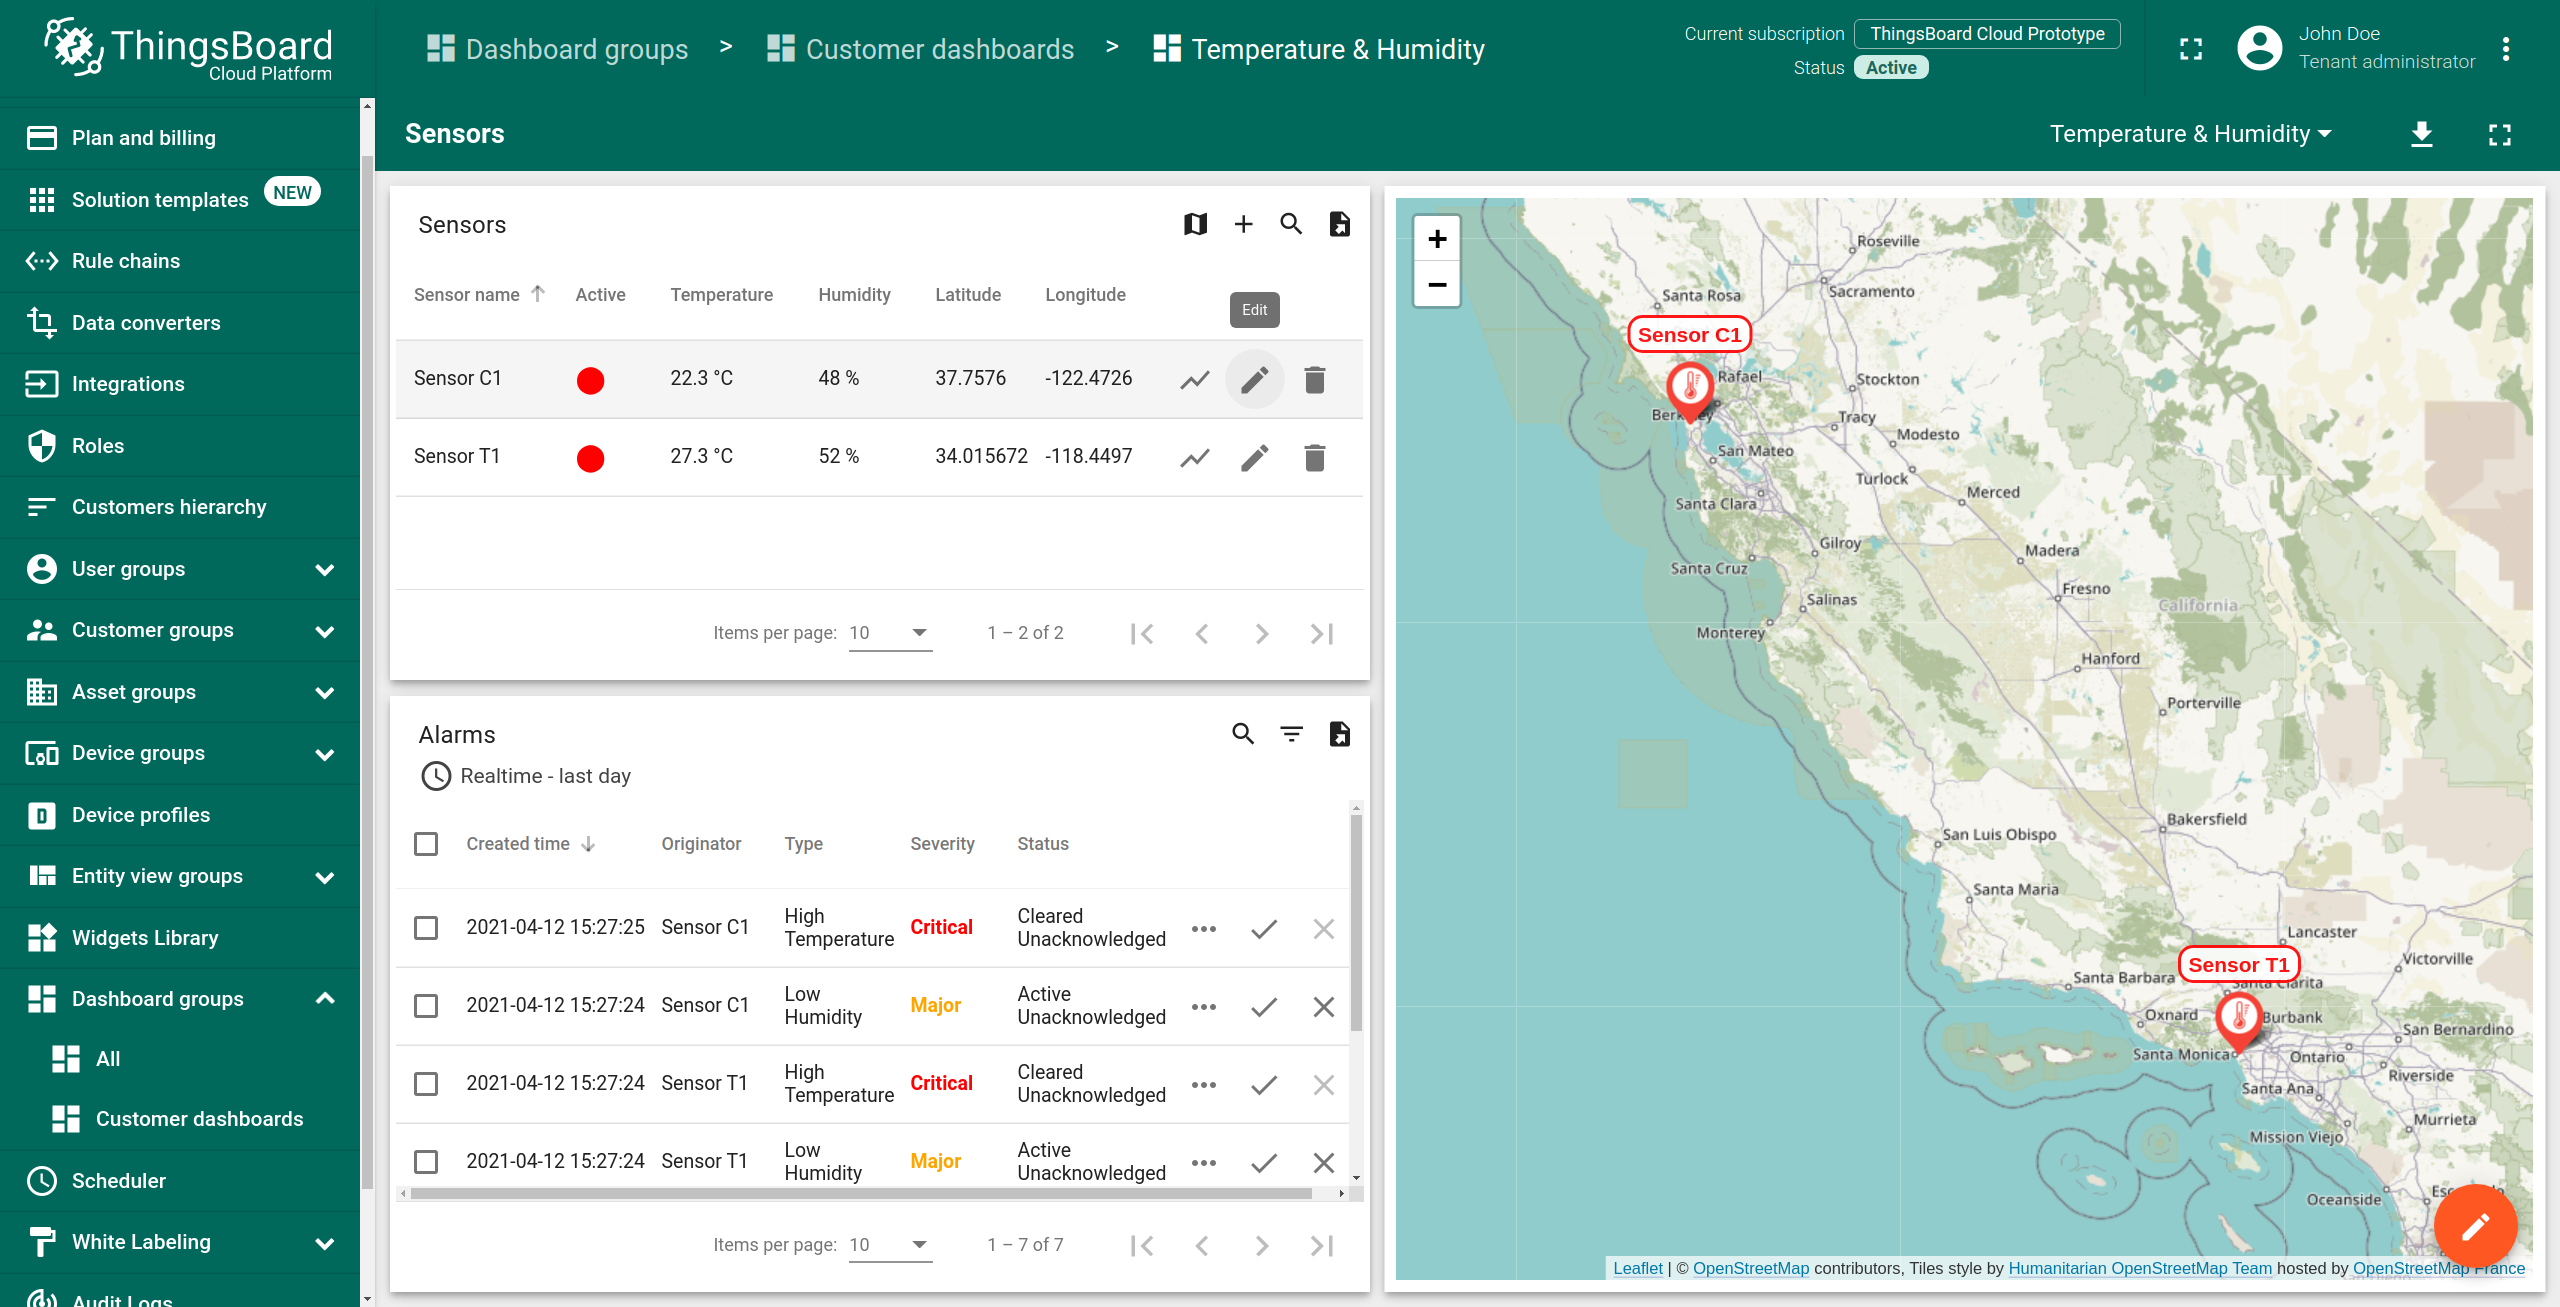 ThingsBoard
Cloud Platform
Dashboard groups > Customer dashboards > Temperature & Humidity
Current subscription ThingsBoard Cloud Prototype
Status Active
John Doe
Tenant administrator
Plan and billing
Solution templates NEW
Rule chains
Data converters
Integrations
Roles
Customers hierarchy
User groups
Customer groups
Asset groups
Device groups
Device profiles
Entity view groups
Widgets Library
Dashboard groups
All
Customer dashboards
Scheduler
White Labeling
Audit Logs
Sensors
Temperature & Humidity
Sensors
Sensor name Active Temperature Humidity Latitude Longitude
Edit
Sensor C1 22.3 °C 48 % 37.7576 -122.4726
Sensor T1 27.3 °C 52 % 34.015672 -118.4497
Items per page: 10 1 – 2 of 2
Alarms
Realtime - last day
Created time Originator Type Severity Status
2021-04-12 15:27:25 Sensor C1 High Temperature Critical Cleared Unacknowledged
2021-04-12 15:27:24 Sensor C1 Low Humidity Major Active Unacknowledged
2021-04-12 15:27:24 Sensor T1 High Temperature Critical Cleared Unacknowledged
2021-04-12 15:27:24 Sensor T1 Low Humidity Major Active Unacknowledged
Items per page: 10 1 – 7 of 7
+
−
Roseville
Sacramento
Santa Rosa
Sensor C1
Rafael
Stockton
Tracy
Modesto
San Mateo
Turlock
Merced
Santa Clara
Gilroy
Madera
Santa Cruz
Fresno
Salinas
California
Monterey
Hanford
Porterville
Bakersfield
San Luis Obispo
Santa Maria
Lancaster
Victorville
Sensor T1
Santa Barbara
Santa Clarita
Oxnard
Burbank
San Bernardino
Santa Monica
Ontario
Riverside
Santa Ana
Murrieta
Mission Viejo
Oceanside
Leaflet | © OpenStreetMap contributors, Tiles style by Humanitarian OpenStreetMap Team hosted by OpenStreetMap France